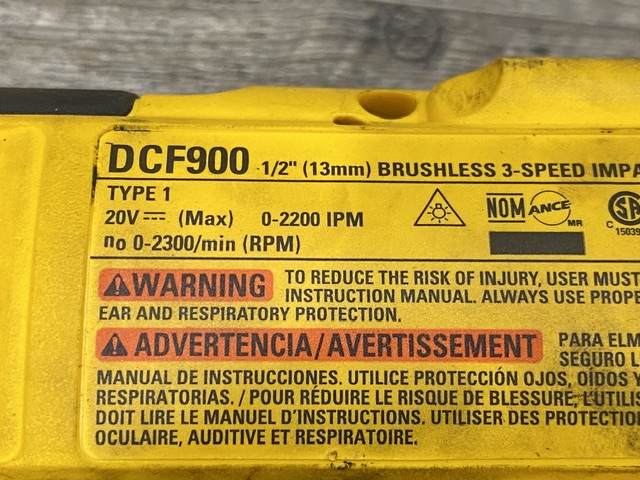 DCF900 1/2" (13mm) BRUSHLESS 3-SPEED IMPA
TYPE 1
20V (Max) 0-2200 IPM
no 0-2300/min (RPM)
NOM ANCE MR
C SA
15039
WARNING TO REDUCE THE RISK OF INJURY, USER MUST
INSTRUCTION MANUAL. ALWAYS USE PROPE
EAR AND RESPIRATORY PROTECTION.
ADVERTENCIA/AVERTISSEMENT PARA ELM
SEGURO L
MANUAL DE INSTRUCCIONES. UTILICE PROTECCIÓN OJOS, OÍDOS Y
RESPIRATORIAS. / POUR RÉDUIRE LE RISQUE DE BLESSURE, L'UTILIS
DOIT LIRE LE MANUEL D'INSTRUCTIONS. UTILISER DES PROTECTION
OCULAIRE, AUDITIVE ET RESPIRATOIRE.